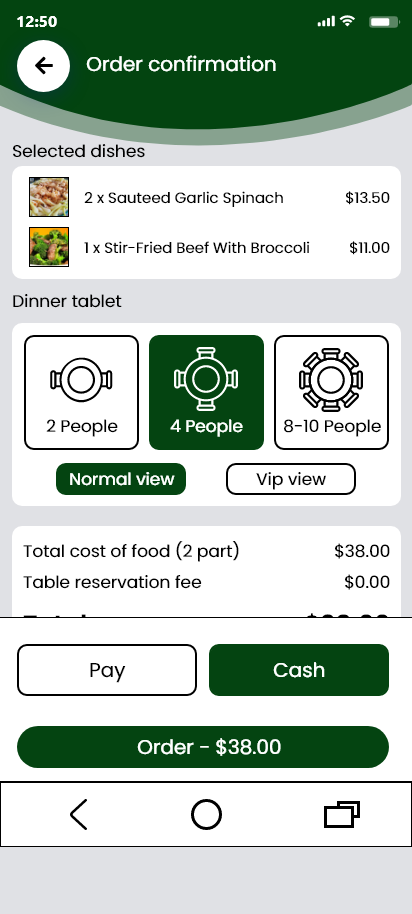 12:50
Order confirmation
Selected dishes
2 x Sauteed Garlic Spinach $13.50
1 x Stir-Fried Beef With Broccoli $11.00
Dinner tablet
2 People 4 People 8-10 People
Normal view Vip view
Total cost of food (2 part) $38.00
Table reservation fee $0.00
Pay Cash
Order - $38.00